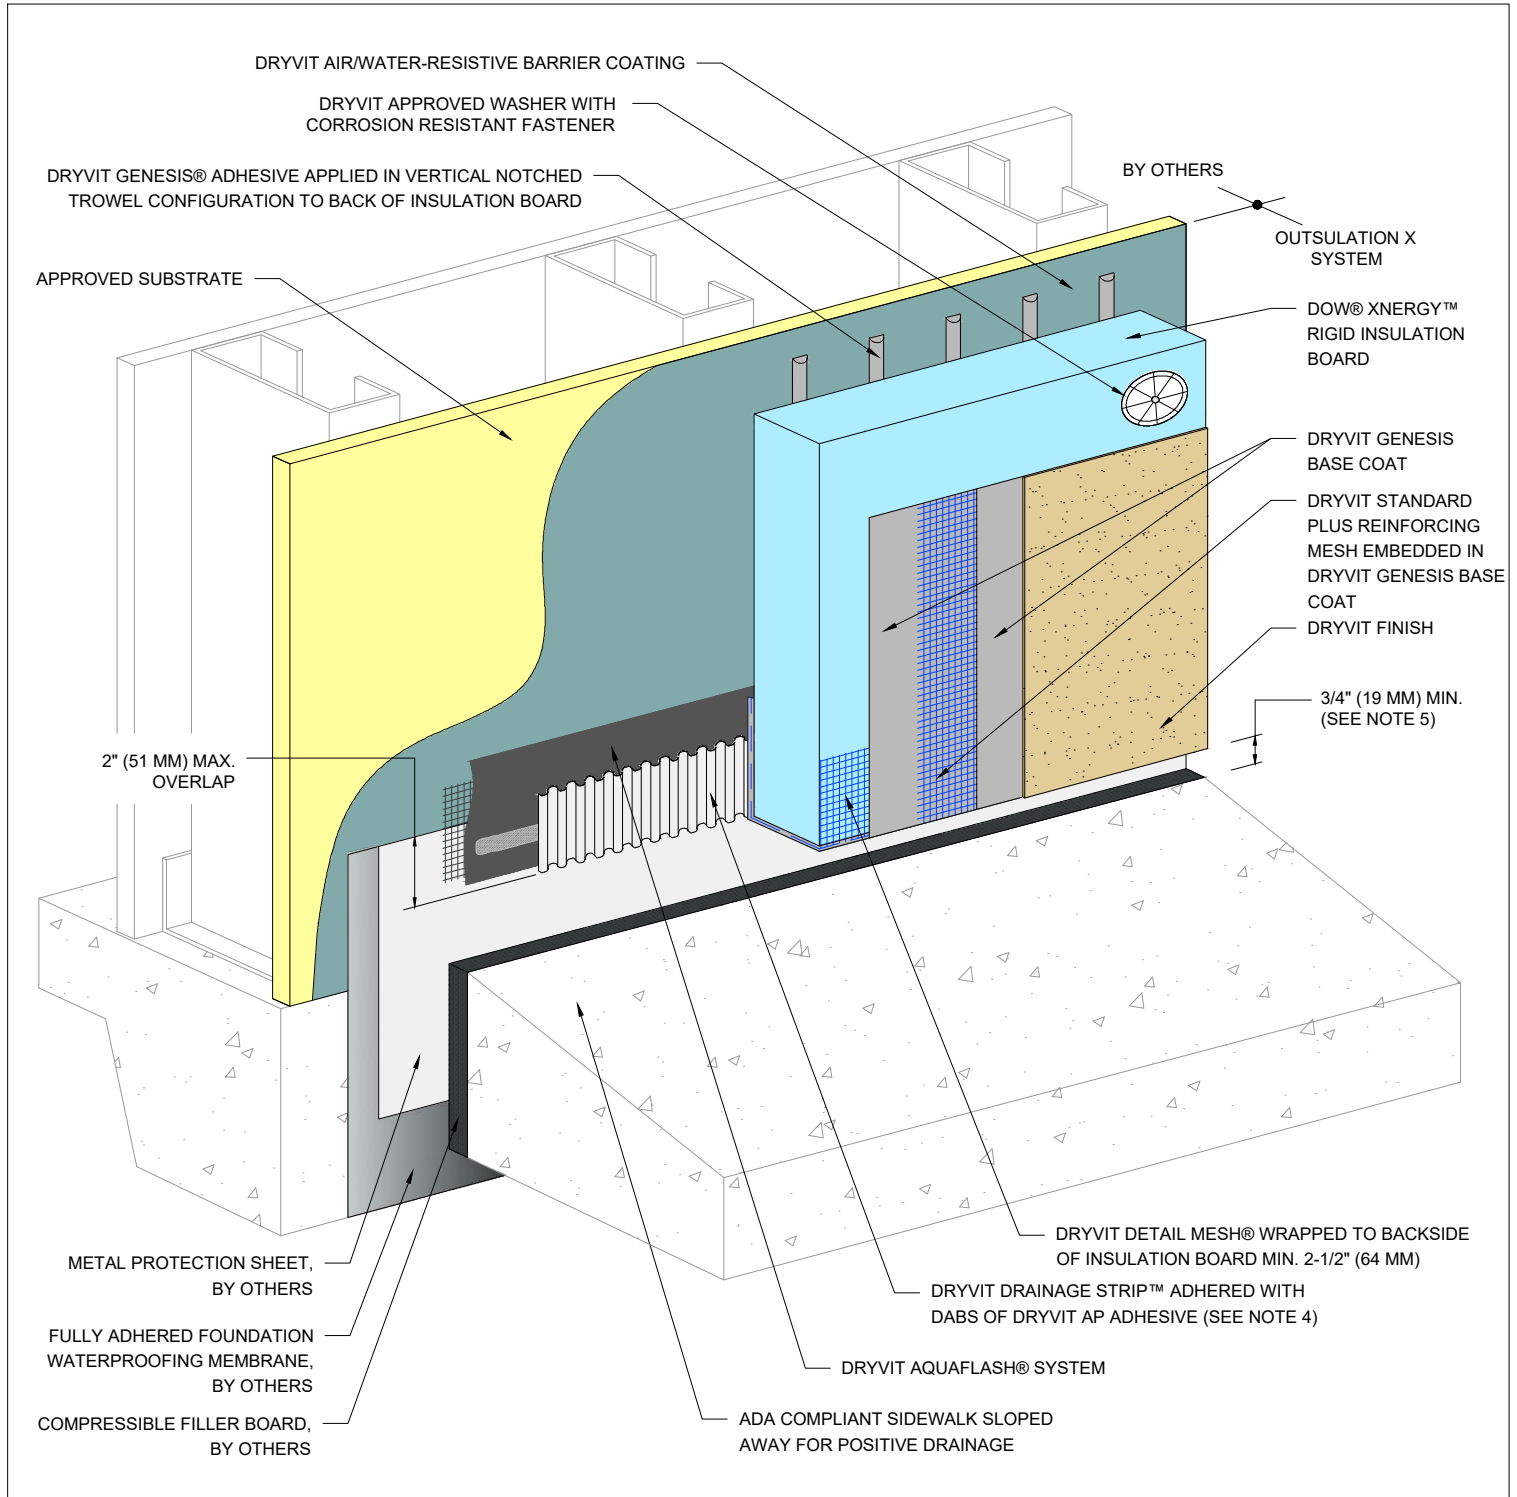 DRYVIT AIR/WATER-RESISTIVE BARRIER COATING
DRYVIT APPROVED WASHER WITH
CORROSION RESISTANT FASTENER
DRYVIT GENESIS® ADHESIVE APPLIED IN VERTICAL NOTCHED
TROWEL CONFIGURATION TO BACK OF INSULATION BOARD
APPROVED SUBSTRATE
BY OTHERS
OUTSULATION X
SYSTEM
DOW® XNERGY™
RIGID INSULATION
BOARD
DRYVIT GENESIS
BASE COAT
DRYVIT STANDARD
PLUS REINFORCING
MESH EMBEDDED IN
DRYVIT GENESIS BASE
COAT
DRYVIT FINISH
3/4" (19 MM) MIN.
(SEE NOTE 5)
2" (51 MM) MAX.
OVERLAP
DRYVIT DETAIL MESH® WRAPPED TO BACKSIDE
OF INSULATION BOARD MIN. 2-1/2" (64 MM)
DRYVIT DRAINAGE STRIP™ ADHERED WITH
DABS OF DRYVIT AP ADHESIVE (SEE NOTE 4)
DRYVIT AQUAFLASH® SYSTEM
ADA COMPLIANT SIDEWALK SLOPED
AWAY FOR POSITIVE DRAINAGE
METAL PROTECTION SHEET,
BY OTHERS
FULLY ADHERED FOUNDATION
WATERPROOFING MEMBRANE,
BY OTHERS
COMPRESSIBLE FILLER BOARD,
BY OTHERS